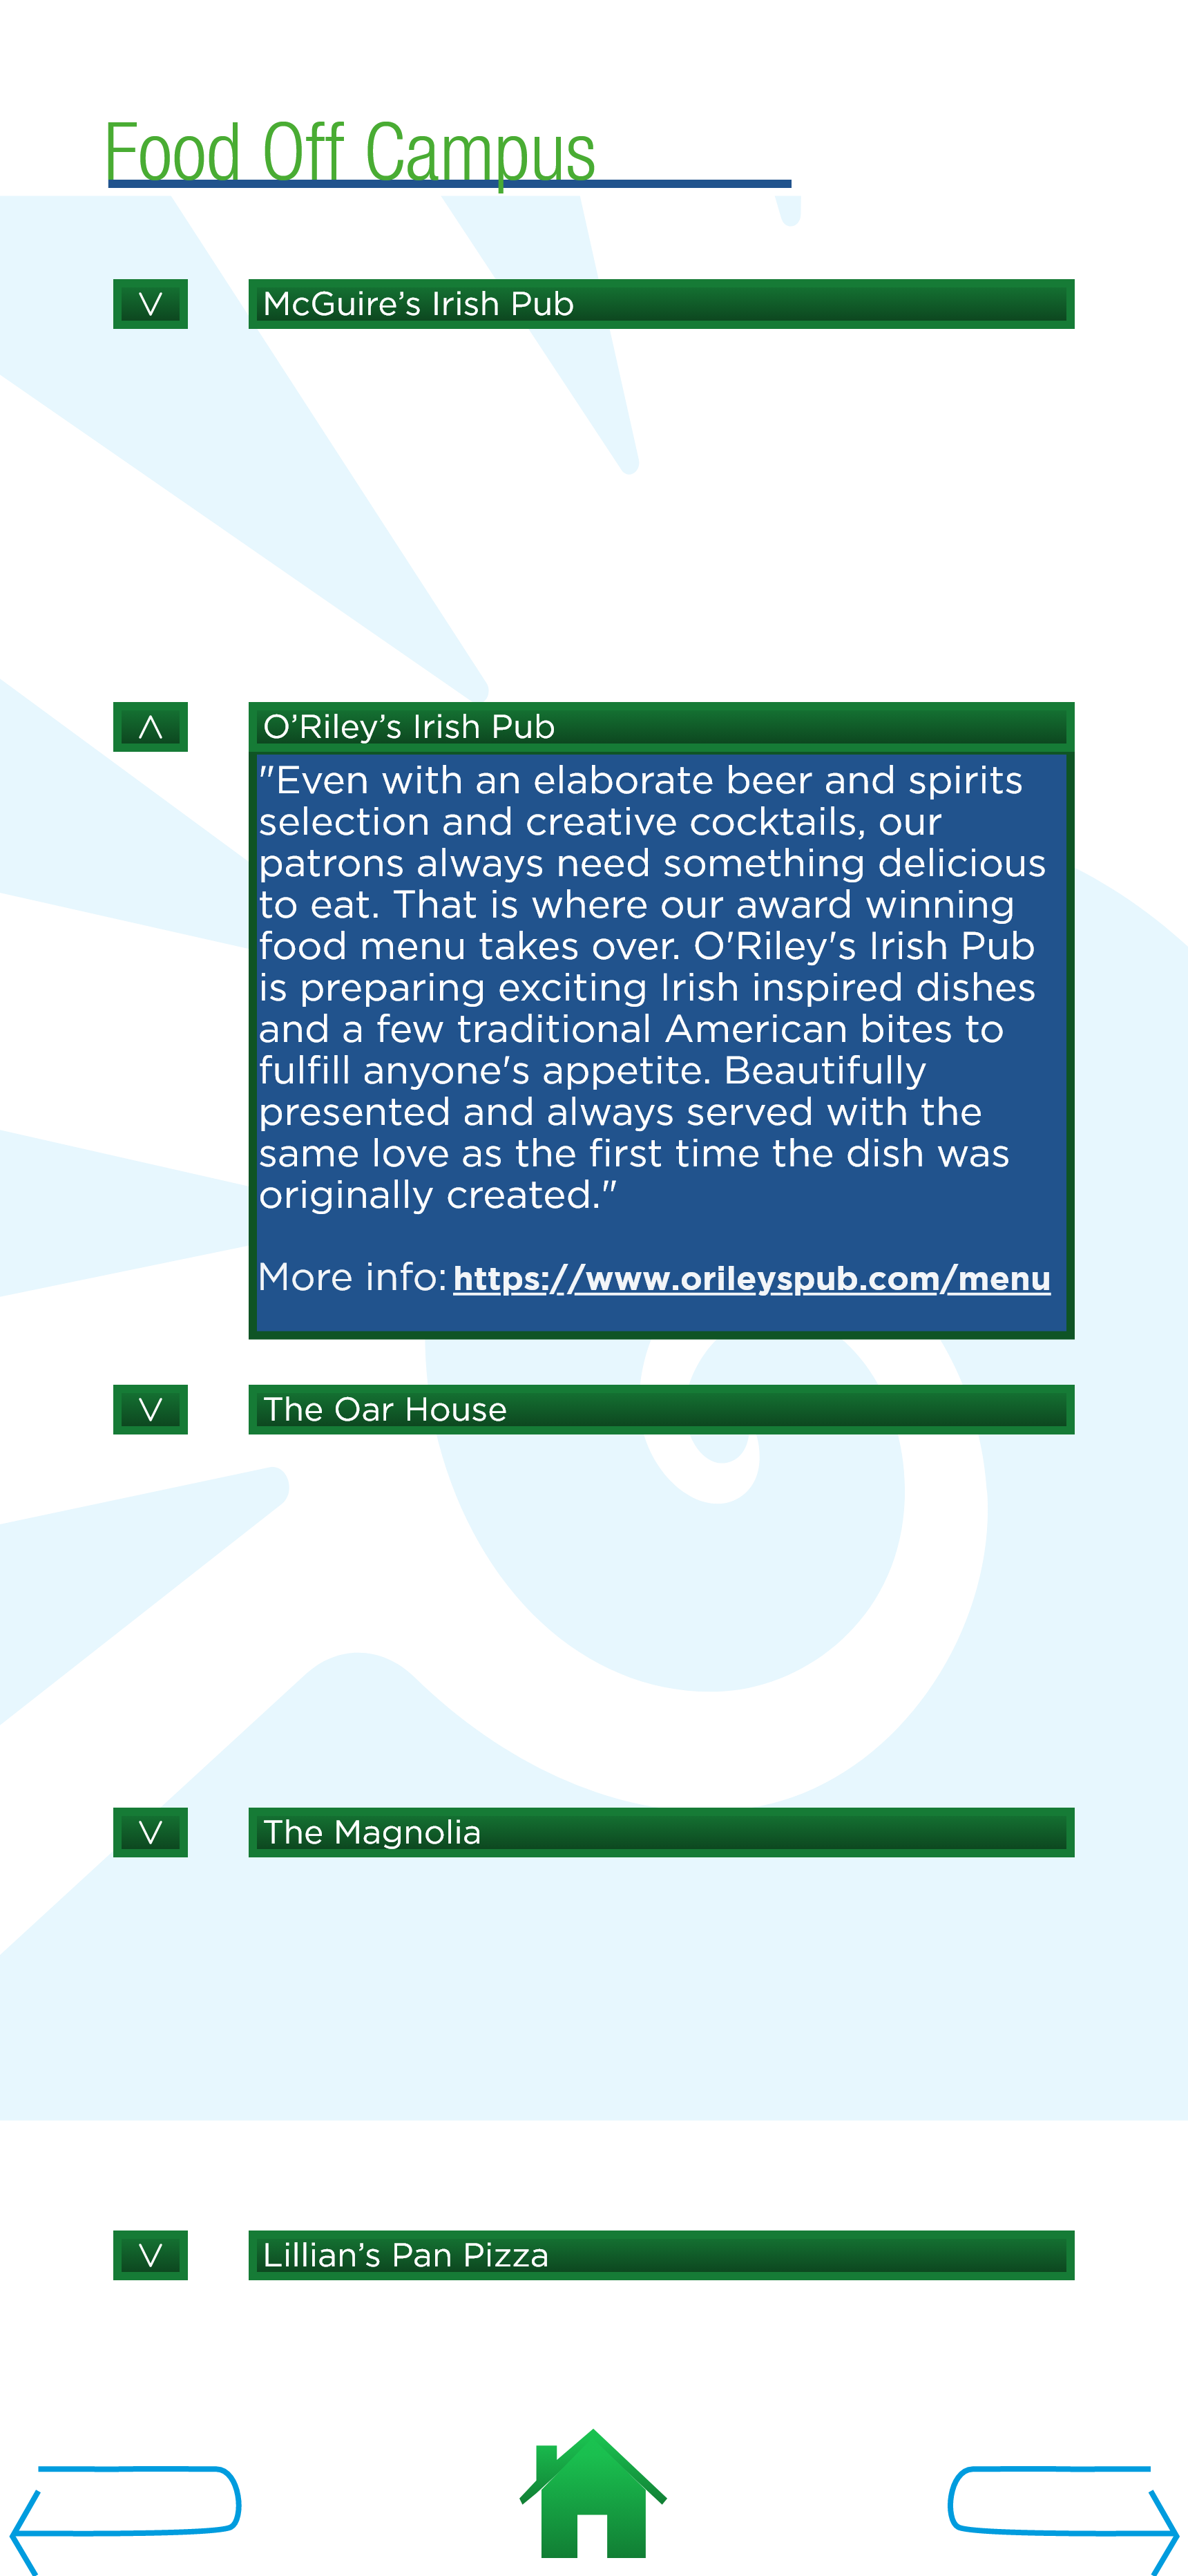 Food Off Campus
McGuire’s Irish Pub
O’Riley’s Irish Pub
"Even with an elaborate beer and spirits
selection and creative cocktails, our
patrons always need something delicious
to eat. That is where our award winning
food menu takes over. O'Riley's Irish Pub
is preparing exciting Irish inspired dishes
and a few traditional American bites to
fulfill anyone's appetite. Beautifully
presented and always served with the
same love as the first time the dish was
originally created."
More info: https://www.orileyspub.com/menu
The Oar House
The Magnolia
Lillian’s Pan Pizza